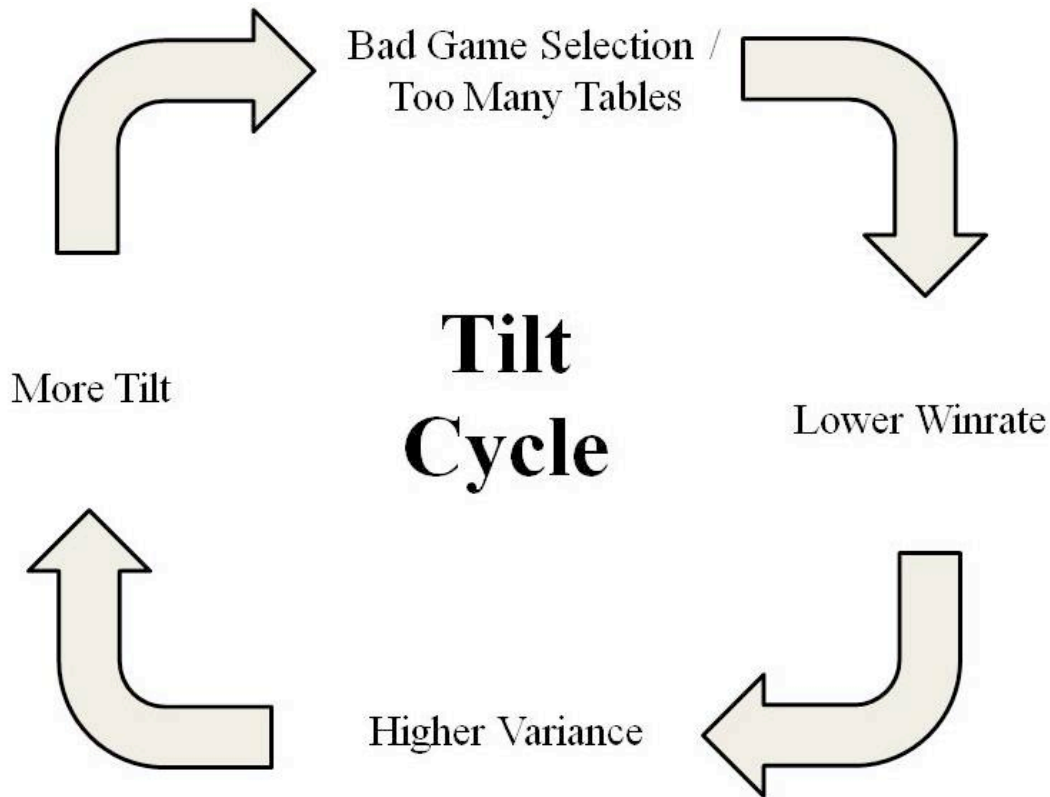 Bad Game Selection /
Too Many Tables
Tilt
Cycle
More Tilt
Lower Winrate
Higher Variance